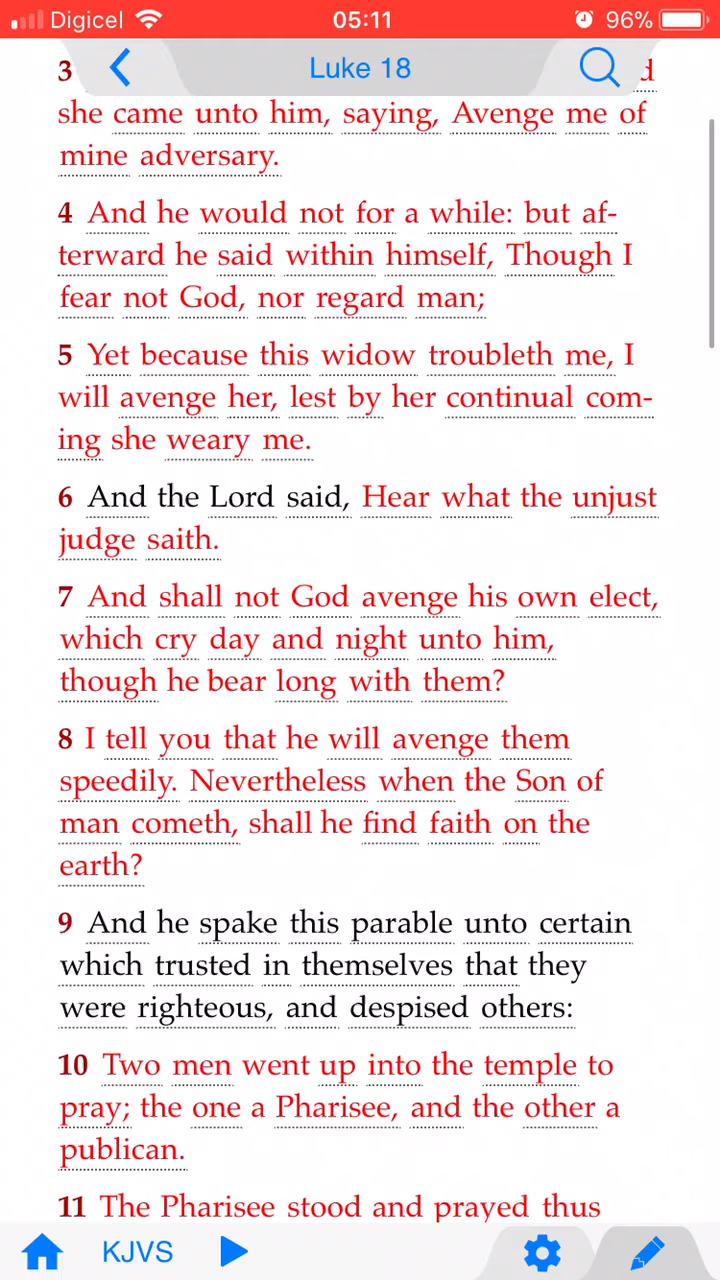 Digicel 05:11 96%
Luke 18
3
she came unto him, saying, Avenge me of
mine adversary.
4 And he would not for a while: but af-
terward he said within himself, Though I
fear not God, nor regard man;
5 Yet because this widow troubleth me, I
will avenge her, lest by her continual com-
ing she weary me.
6 And the Lord said, Hear what the unjust
judge saith.
7 And shall not God avenge his own elect,
which cry day and night unto him,
though he bear long with them?
8 I tell you that he will avenge them
speedily. Nevertheless when the Son of
man cometh, shall he find faith on the
earth?
9 And he spake this parable unto certain
which trusted in themselves that they
were righteous, and despised others:
10 Two men went up into the temple to
pray; the one a Pharisee, and the other a
publican.
11 The Pharisee stood and prayed thus
KJVS